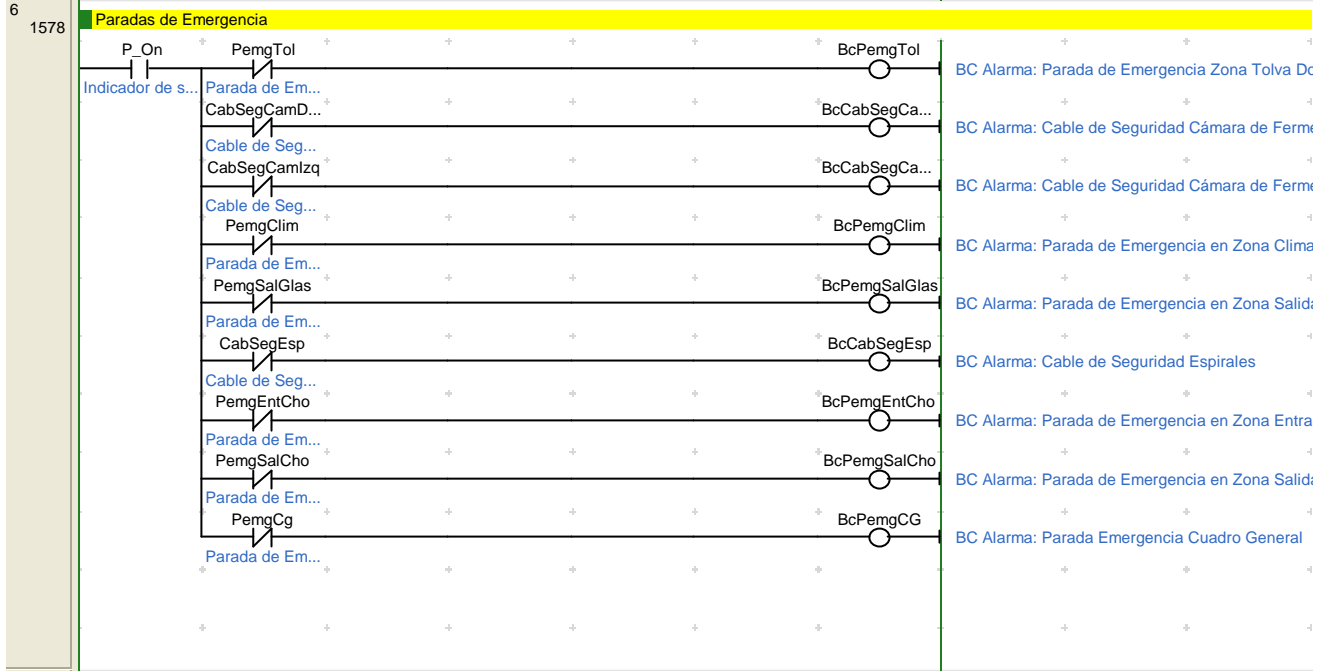 6
1578
Paradas de Emergencia
P_On PemgTol BcPemgTol
BC Alarma: Parada de Emergencia Zona Tolva Do
Indicador de s... Parada de Em...
CabSegCamD... BcCabSegCa...
BC Alarma: Cable de Seguridad Cámara de Ferme
Cable de Seg...
CabSegCamIzq BcCabSegCa...
BC Alarma: Cable de Seguridad Cámara de Ferme
Cable de Seg...
PemgClim BcPemgClim
BC Alarma: Parada de Emergencia en Zona Clima
Parada de Em...
PemgSalGlas BcPemgSalGlas
BC Alarma: Parada de Emergencia en Zona Salida
Parada de Em...
CabSegEsp BcCabSegEsp
BC Alarma: Cable de Seguridad Espirales
Cable de Seg...
PemgEntCho BcPemgEntCho
BC Alarma: Parada de Emergencia en Zona Entra
Parada de Em...
PemgSalCho BcPemgSalCho
BC Alarma: Parada de Emergencia en Zona Salida
Parada de Em...
PemgCg BcPemgCG
BC Alarma: Parada Emergencia Cuadro General
Parada de Em...